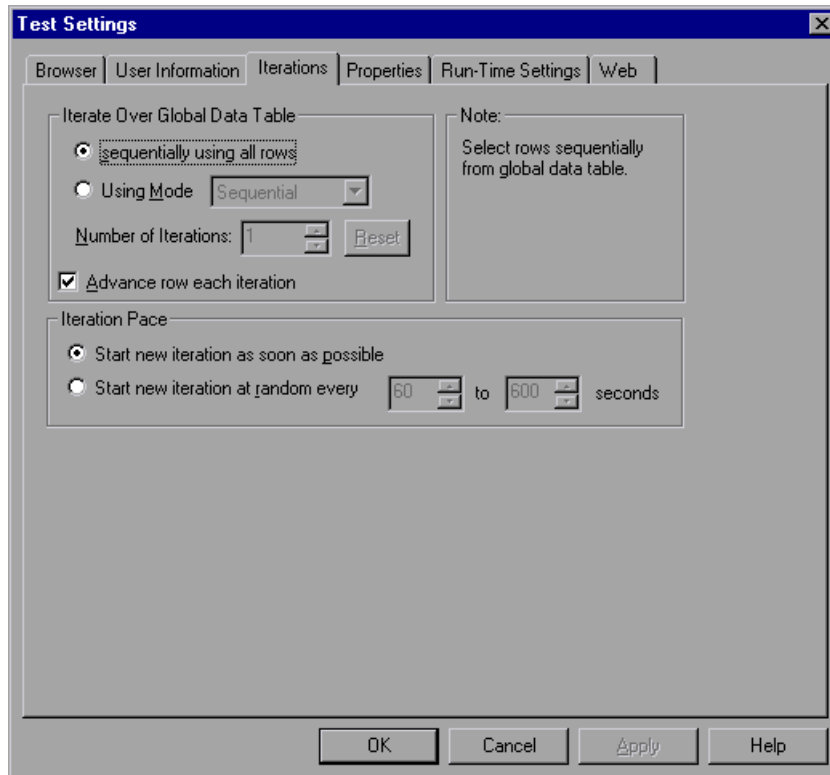 Test Settings
Browser User Information Iterations Properties Run-Time Settings Web
Iterate Over Global Data Table
sequentially using all rows
Using Mode Sequential
Number of Iterations: 1 Reset
Advance row each iteration
Note:
Select rows sequentially
from global data table.
Iteration Pace
Start new iteration as soon as possible
Start new iteration at random every 60 to 600 seconds
OK Cancel Apply Help